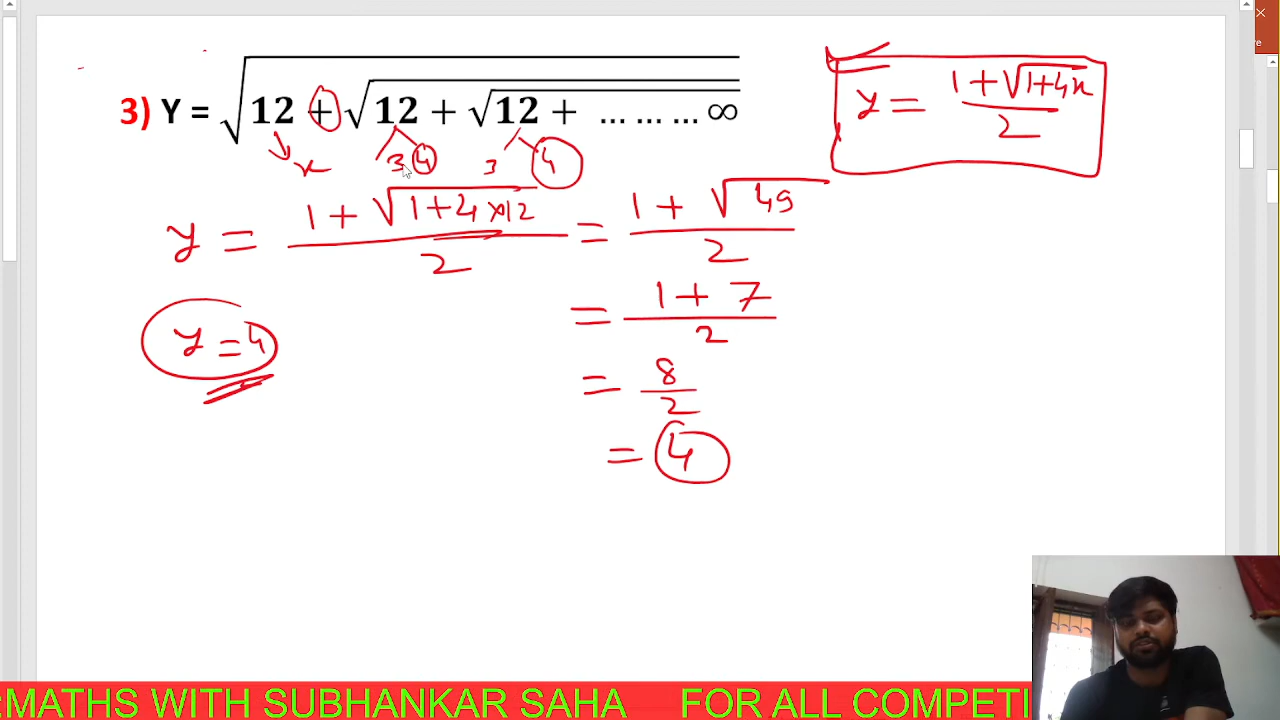 3) Y = √(12 + √(12 + √(12 + ... ... ... ∞
y = (1 + √(1+4x)) / 2
x 3 4 3 4
y = (1 + √(1+4×12)) / 2 = (1 + √49) / 2
= (1 + 7) / 2
y = 4
= 8 / 2
= 4
MATHS WITH SUBHANKAR SAHA FOR ALL COMPETI